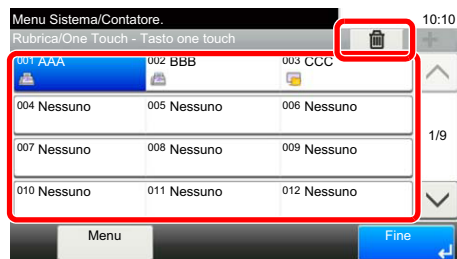 Menu Sistema/Contatore. 10:10
Rubrica/One Touch - Tasto one touch
001 AAA 002 BBB 003 CCC
004 Nessuno 005 Nessuno 006 Nessuno
1/9
007 Nessuno 008 Nessuno 009 Nessuno
010 Nessuno 011 Nessuno 012 Nessuno
Menu Fine